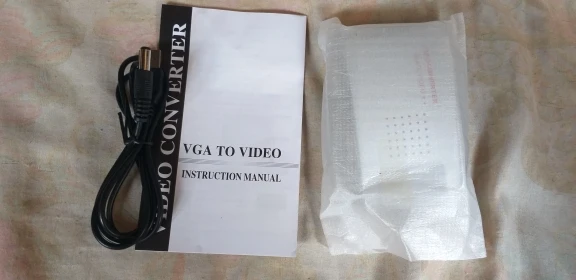 VIDEO CONVERTER
VGA TO VIDEO
INSTRUCTION MANUAL